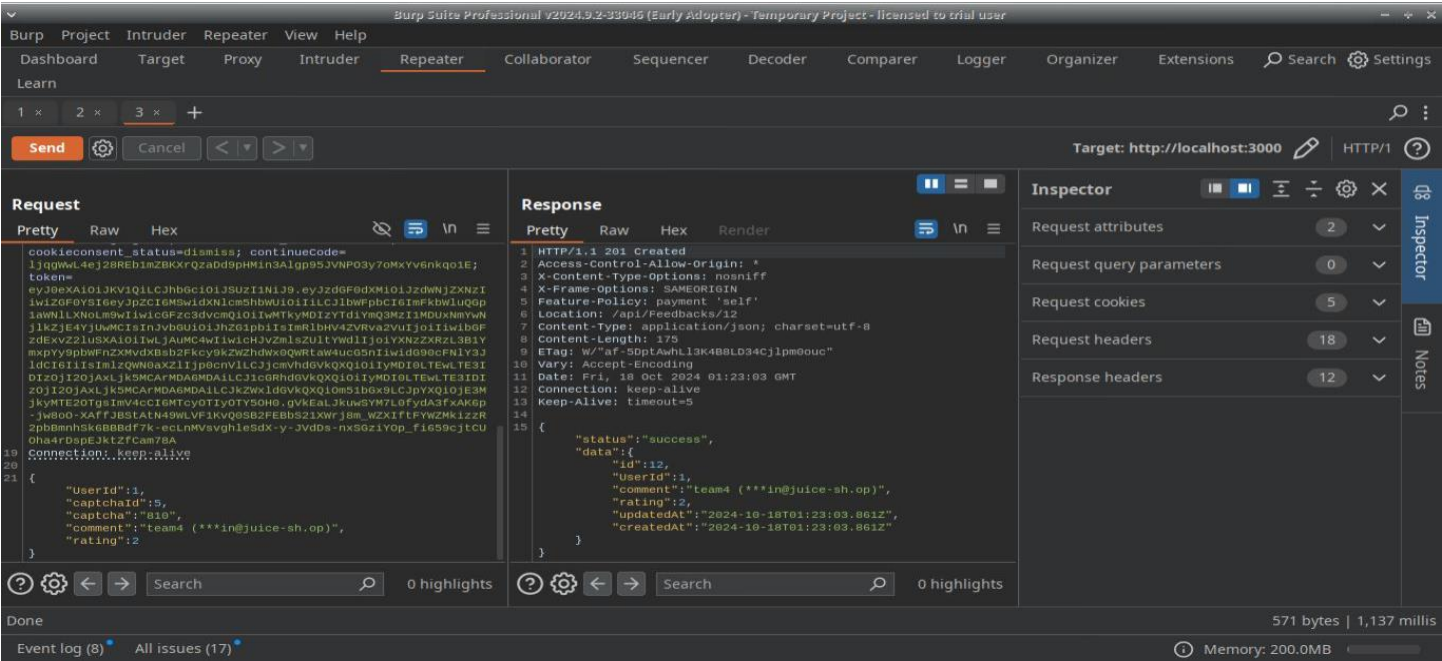 Burp Suite Professional v2024.9.2-33046 (Early Adopter) - Temporary Project - licensed to trial user
Burp Project Intruder Repeater View Help
Dashboard Target Proxy Intruder Repeater Collaborator Sequencer Decoder Comparer Logger Organizer Extensions Search Settings
Learn
1 × 2 × 3 × +
Send Cancel < > Target: http://localhost:3000 HTTP/1
Request
Pretty Raw Hex \n
cookieconsent_status=dismiss; continueCode=
token=
eyJ0eXAiOiJKV1QiLCJhbGciOiJSUzI1NiJ9.eyJzdGF0dXMiOiJzdWNjZXNzI
iwiZGF0YSI6eyJpZCI6MSwidXNlcm5hbWUiOiIiLCJlbWFpbCI6ImFkbWluQGp
1aWNlLXNoLm9wIiwicGFzc3dvcmQiOiIwMTkyMDIzYTdiYmQ3MzI1MDUxNmYwN
jlkZjE4YjUwMCIsInJvbGUiOiJhZG1pbiIsImRlbHV4ZVRva2VuIjoiIiwibGF
zdExvZ2luSXAiOiIwLjAuMC4wIiwicHJvZmlsZUltYWdlIjoiYXNzZXRzL3B1Y
mxpYy9pbWFnZXMvdXBsb2Fkcy9kZWZhdWx0QWRtaW4ucG5nIiwidG90cFNlY3J
ldCI6IiIsImlzQWN0aXZlIjp0cnVlLCJjcmVhdGVkQXQiOiIyMDI0LTEwLTE3I
DIzOjI2OjAxLjk5MCArMDA6MDAiLCJ1cGRhdGVkQXQiOiIyMDI0LTEwLTE3IDI
zOjI2OjAxLjk5MCArMDA6MDAiLCJkZWxldGVkQXQiOm51bGx9LCJpYXQiOjE3M
19 Connection: keep-alive
20
21 {
"UserId":1,
"captchaId":5,
"captcha":"810",
"comment":"team4 (***in@juice-sh.op)",
"rating":2
}
Search 0 highlights
Response
Pretty Raw Hex Render \n
1 HTTP/1.1 201 Created
2 Access-Control-Allow-Origin: *
3 X-Content-Type-Options: nosniff
4 X-Frame-Options: SAMEORIGIN
5 Feature-Policy: payment 'self'
6 Location: /api/Feedbacks/12
7 Content-Type: application/json; charset=utf-8
8 Content-Length: 175
9 ETag: W/"af-5DptAwhLl3K4B8LD34Cjlpm0ouc"
10 Vary: Accept-Encoding
11 Date: Fri, 18 Oct 2024 01:23:03 GMT
12 Connection: keep-alive
13 Keep-Alive: timeout=5
14
15 {
"status":"success",
"data":{
"id":12,
"UserId":1,
"comment":"team4 (***in@juice-sh.op)",
"rating":2,
"updatedAt":"2024-10-18T01:23:03.861Z",
"createdAt":"2024-10-18T01:23:03.861Z"
}
}
Search 0 highlights
Inspector
Request attributes 2
Request query parameters 0
Request cookies 5
Request headers 18
Response headers 12
Inspector
Notes
Done 571 bytes | 1,137 millis
Event log (8) All issues (17) Memory: 200.0MB